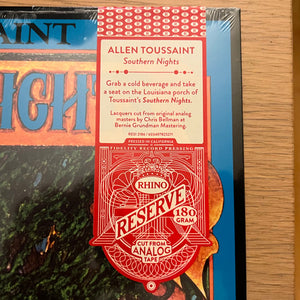 AINT
IGHT
ALLEN TOUSSAINT
Southern Nights
Grab a cold beverage and take
a seat on the Louisiana porch of
Toussaint's Southern Nights.
Lacquers cut from original analog
masters by Chris Bellman at
Bernie Grundman Mastering.
PRESSED IN CALIFORNIA
FIDELITY RECORD PRESSING
RHINO
RESERVE
180
GRAM
CUT FROM
ANALOG
TAPE